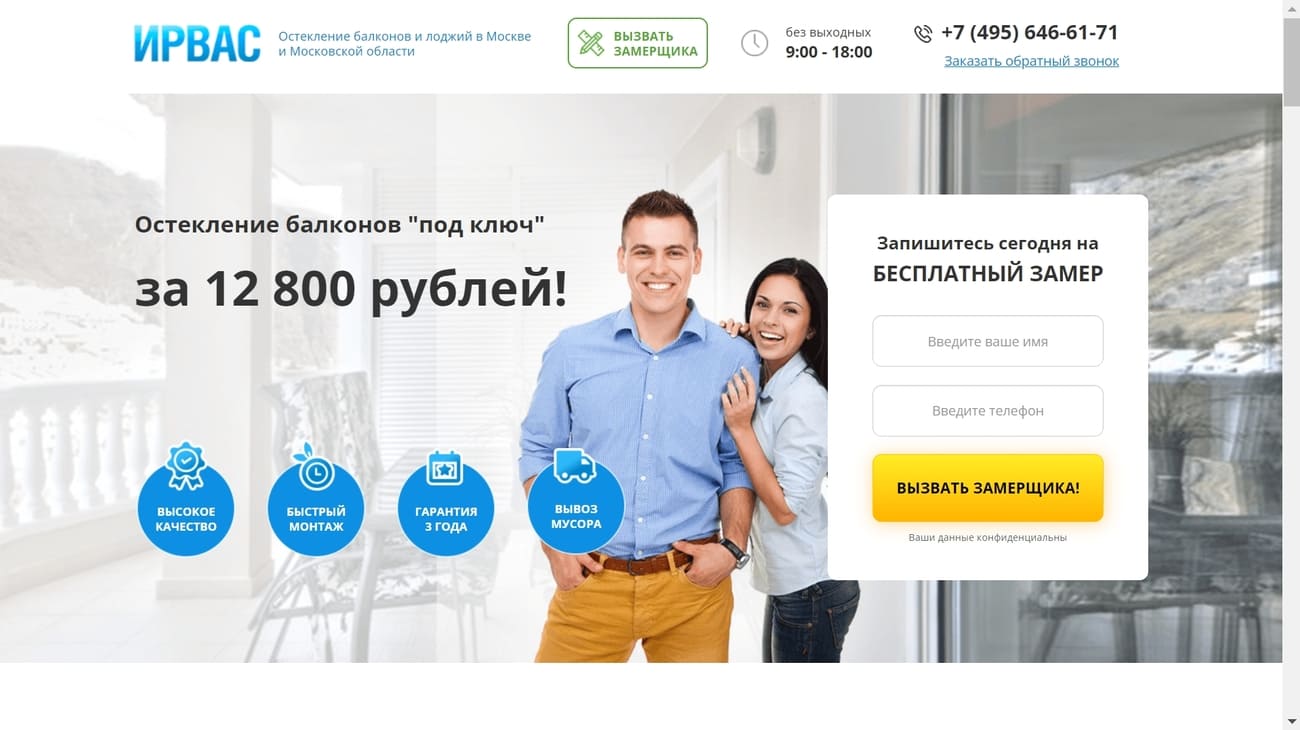 ИРВАС
Остекление балконов и лоджий в Москве
и Московской области
ВЫЗВАТЬ
ЗАМЕРЩИКА
без выходных
9:00 - 18:00
+7 (495) 646-61-71
Заказать обратный звонок
Остекление балконов "под ключ"
за 12 800 рублей!
ВЫСОКОЕ
КАЧЕСТВО
БЫСТРЫЙ
МОНТАЖ
ГАРАНТИЯ
3 ГОДА
ВЫВОЗ
МУСОРА
Запишитесь сегодня на
БЕСПЛАТНЫЙ ЗАМЕР
Введите ваше имя
Введите телефон
ВЫЗВАТЬ ЗАМЕРЩИКА!
Ваши данные конфиденциальны